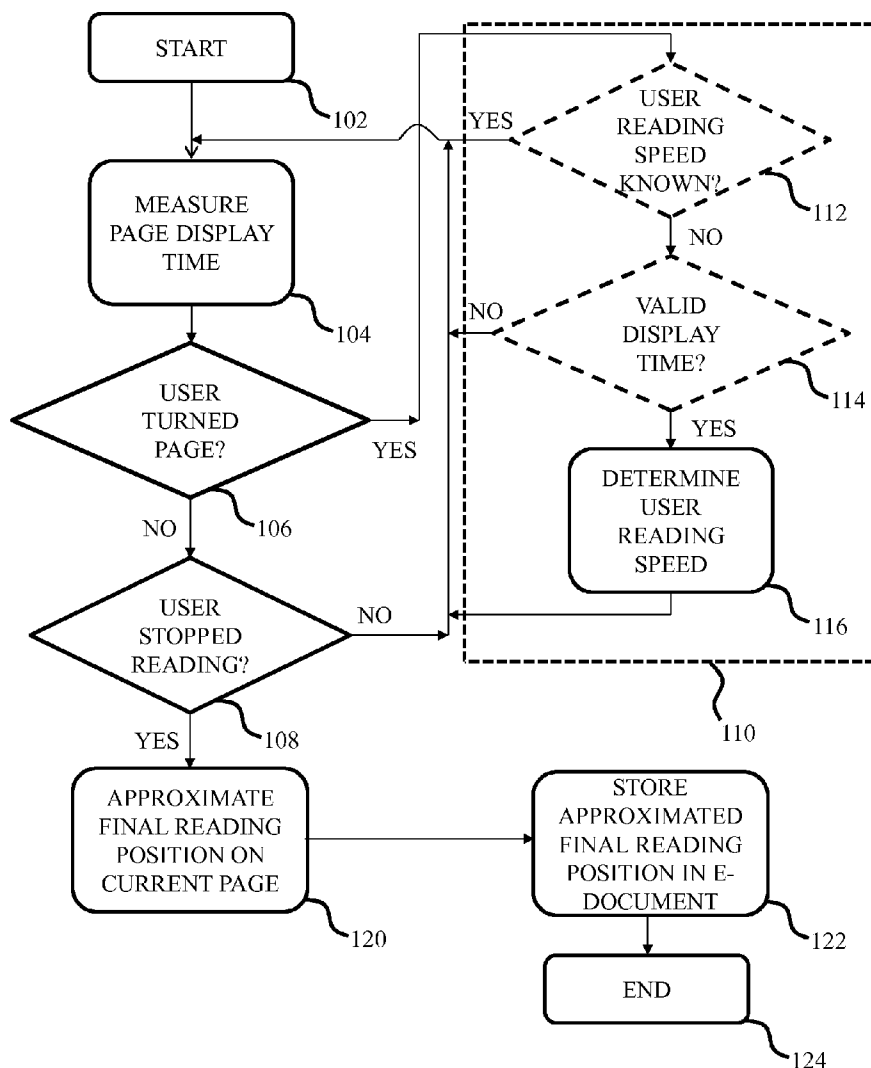 START
102
MEASURE
PAGE DISPLAY
TIME
104
USER
TURNED
PAGE?
YES
106
NO
USER
STOPPED
READING?
NO
108
YES
APPROXIMATE
FINAL READING
POSITION ON
CURRENT PAGE
120
USER
READING
SPEED
KNOWN?
YES
112
NO
VALID
DISPLAY
TIME?
NO
114
YES
DETERMINE
USER
READING
SPEED
116
110
STORE
APPROXIMATED
FINAL READING
POSITION IN E-
DOCUMENT
122
END
124